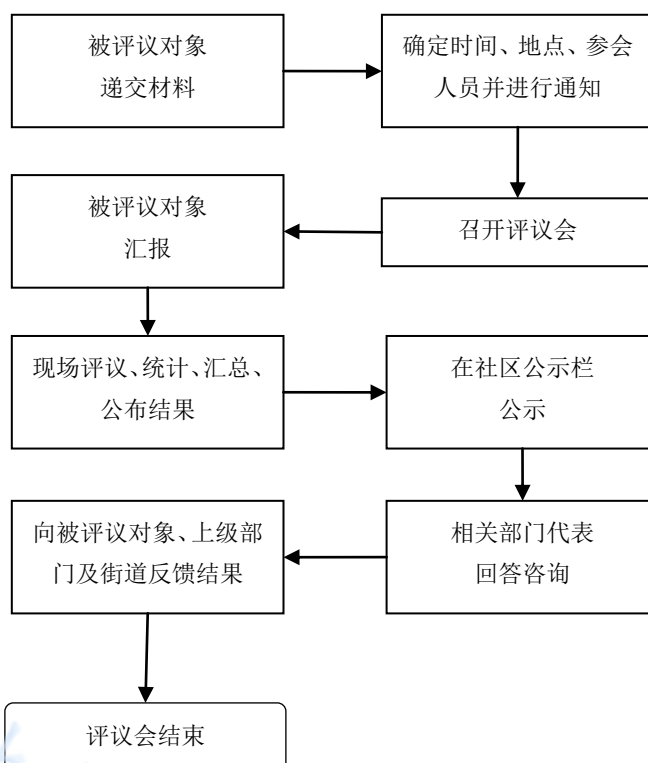 被评议对象
递交材料
确定时间、地点、参会
人员并进行通知
召开评议会
被评议对象
汇报
现场评议、统计、汇总、
公布结果
在社区公示栏
公示
相关部门代表
回答咨询
向被评议对象、上级部
门及街道反馈结果
评议会结束